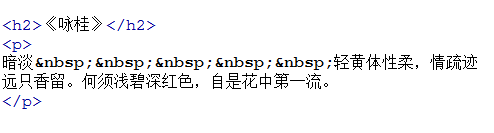 <h2>《咏桂》</h2>
<p>
暗淡&nbsp;&nbsp;&nbsp;&nbsp;&nbsp;轻黄体性柔，情疏迹
远只香留。何须浅碧深红色，自是花中第一流。
</p>